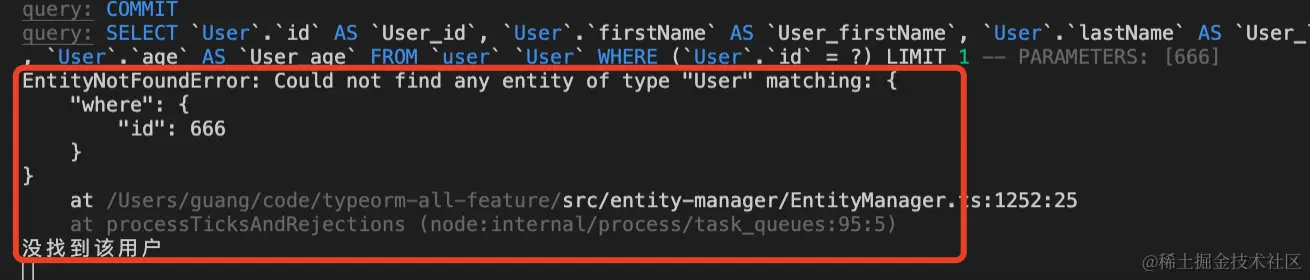 query: COMMIT
query: SELECT `User`.`id` AS `User_id`, `User`.`firstName` AS `User_firstName`, `User`.`lastName` AS `User_
, `User`.`age` AS `User_age` FROM `user` `User` WHERE (`User`.`id` = ?) LIMIT 1 -- PARAMETERS: [666]
EntityNotFoundError: Could not find any entity of type "User" matching: {
    "where": {
        "id": 666
    }
}
    at /Users/guang/code/typeorm-all-feature/src/entity-manager/EntityManager.ts:1252:25
    at processTicksAndRejections (node:internal/process/task_queues:95:5)
没找到该用户
@稀土掘金技术社区